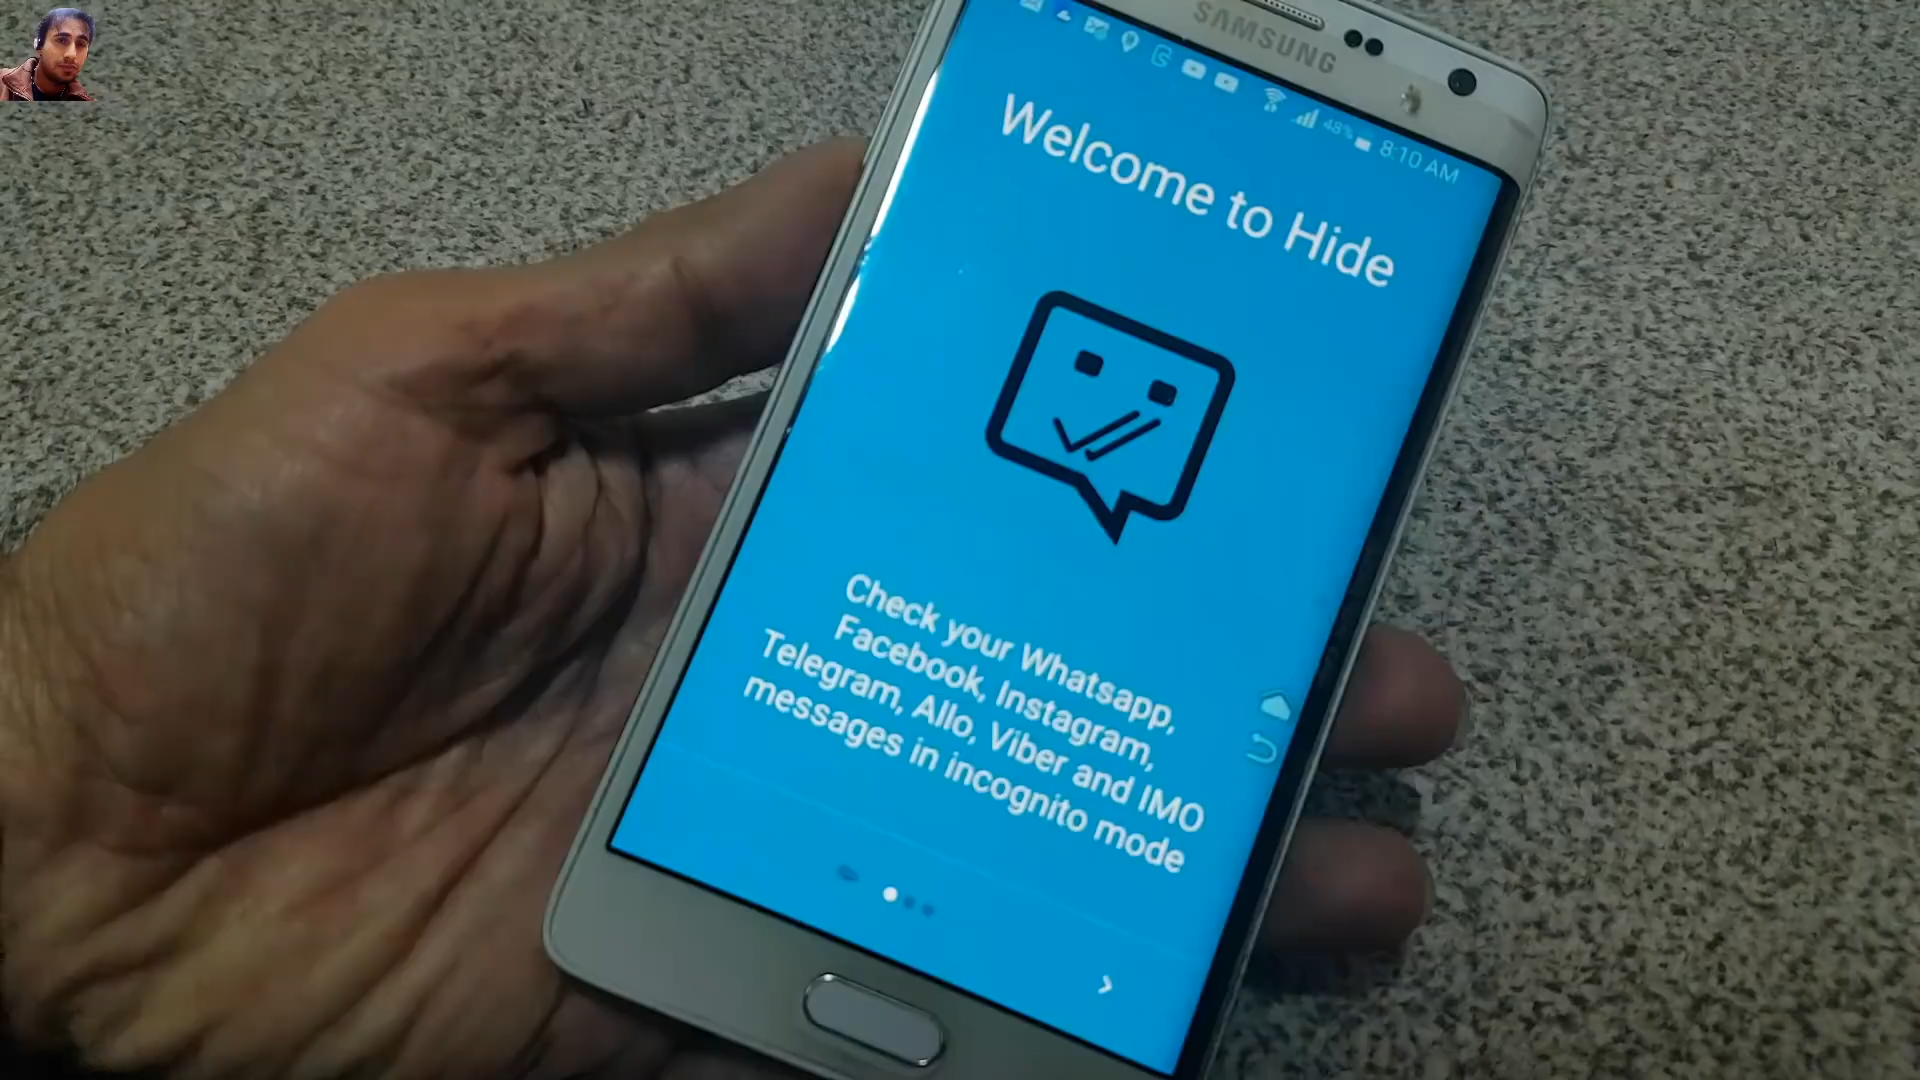 SAMSUNG
48% 8:10 AM
Welcome to Hide
Check your Whatsapp,
Facebook, Instagram,
Telegram, Allo, Viber and IMO
messages in incognito mode